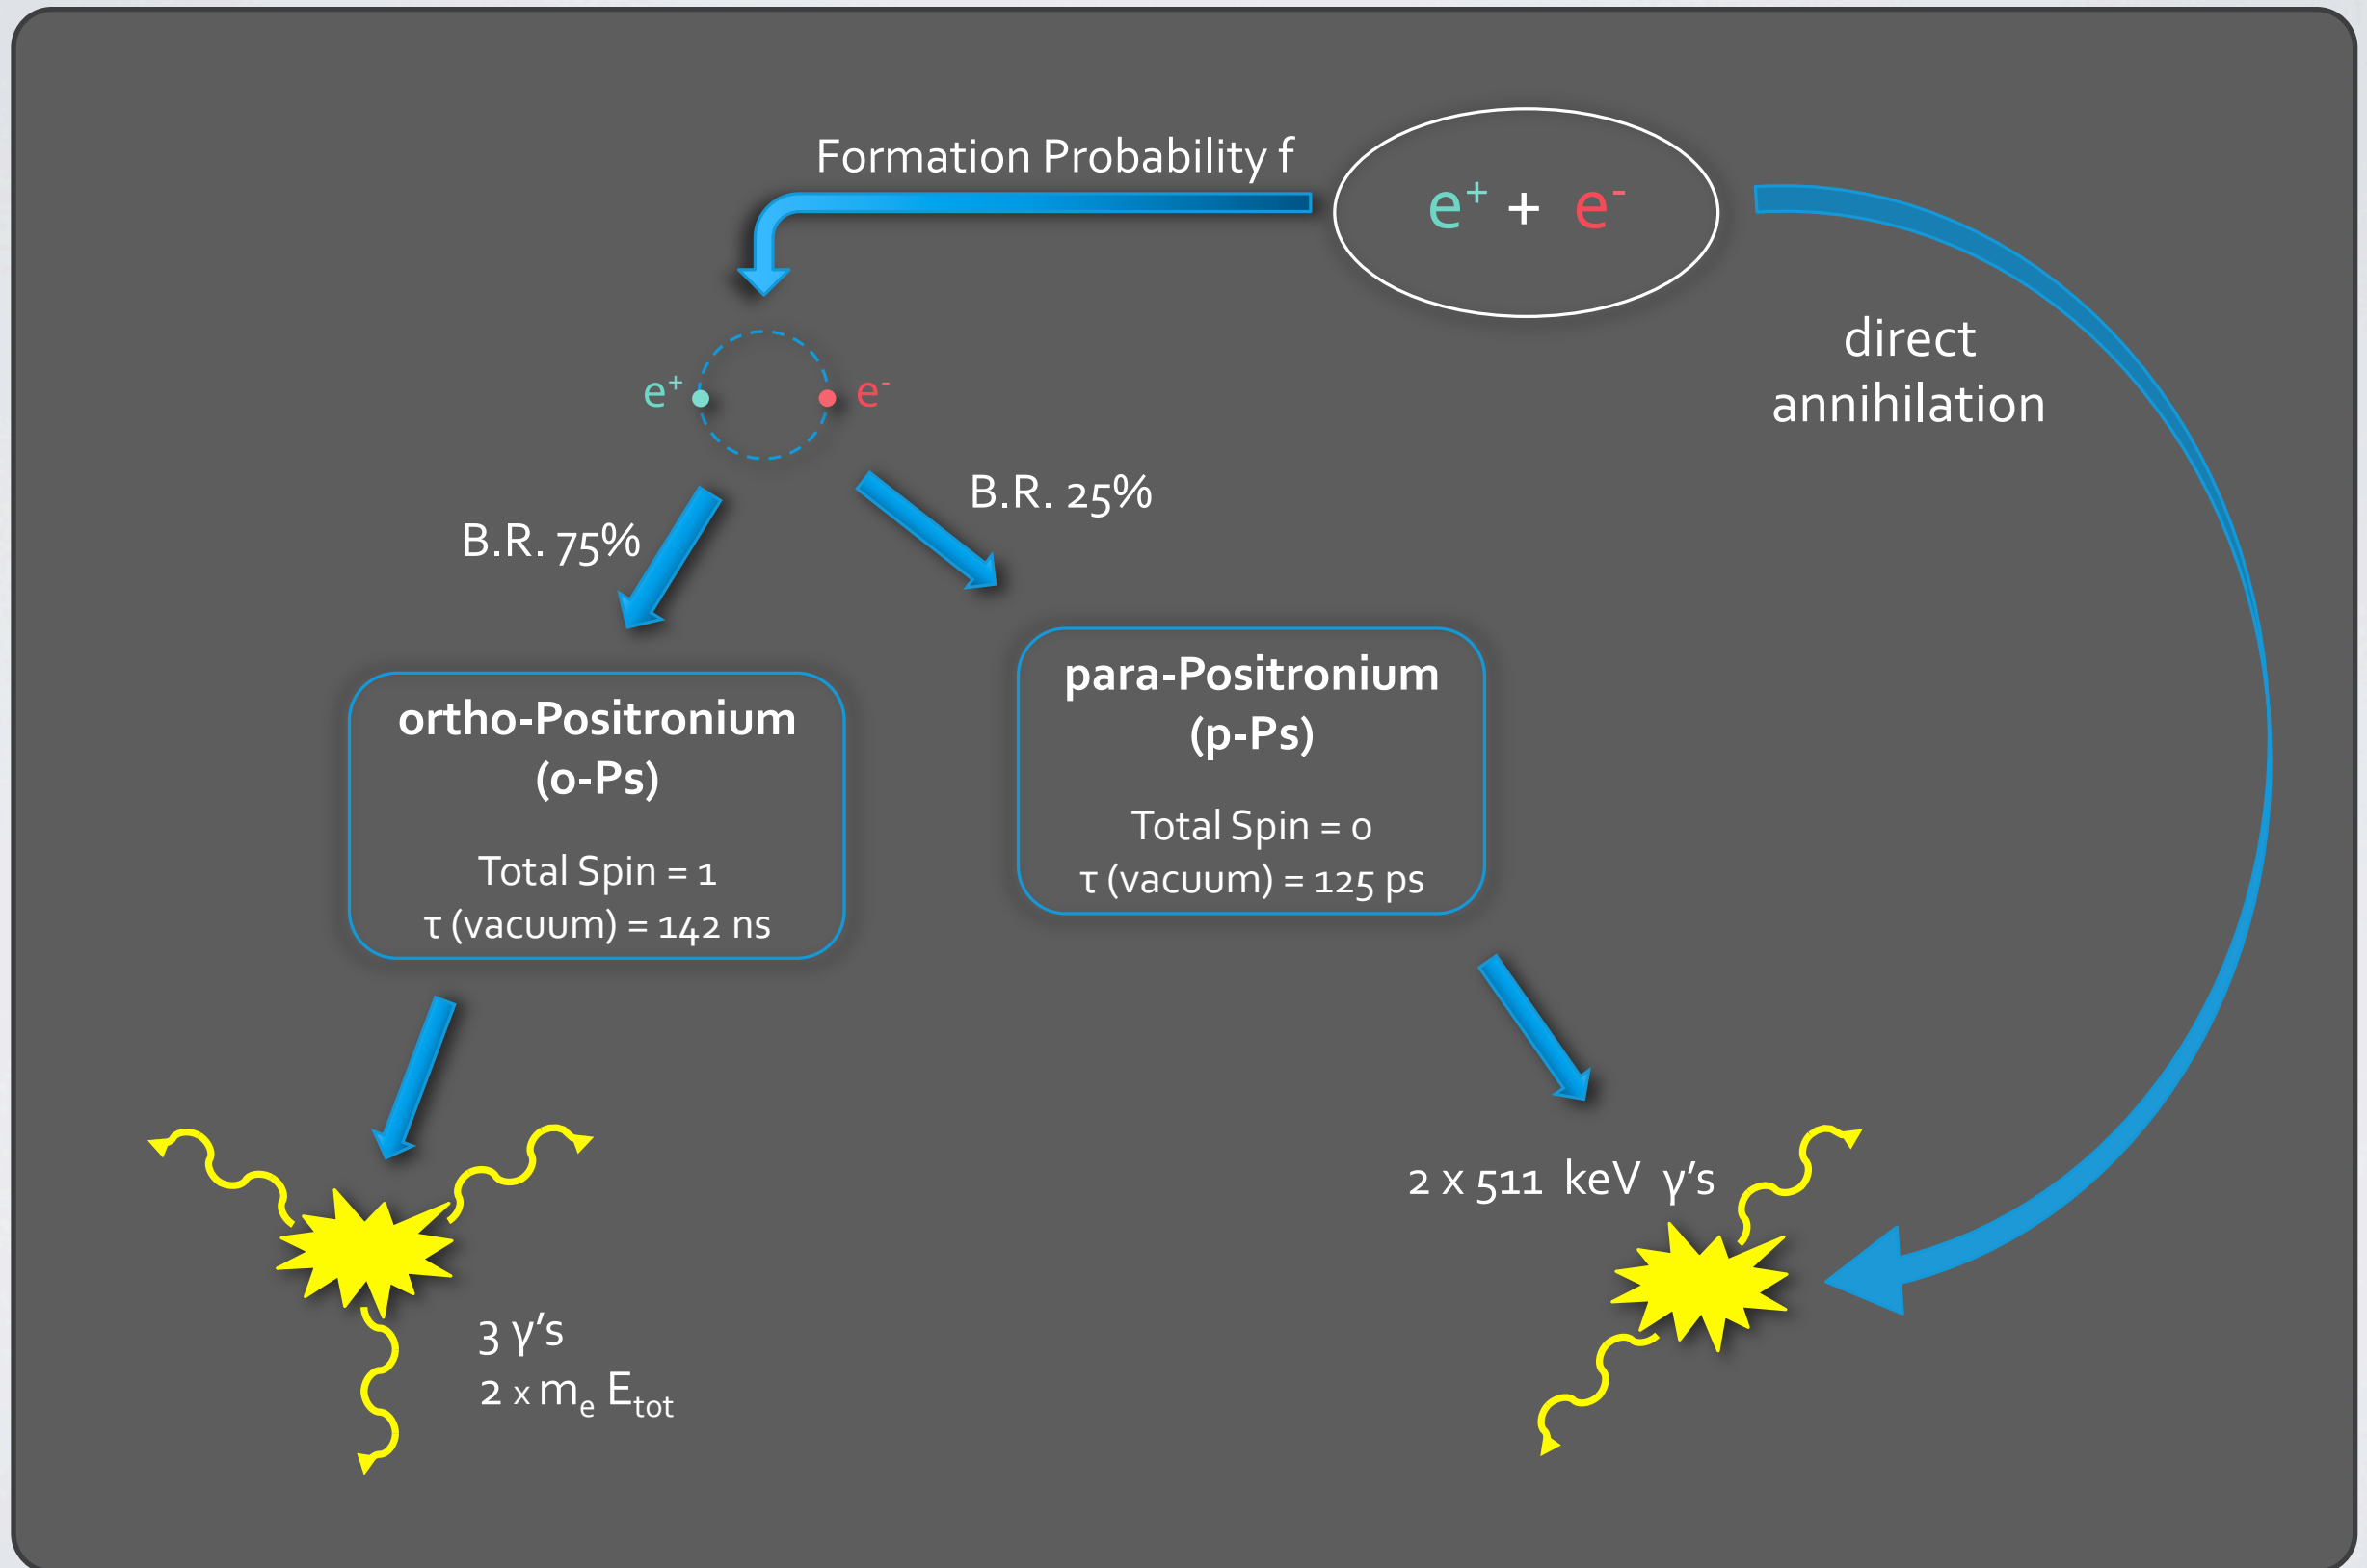 Formation Probability f
e⁺ + e⁻
direct
annihilation
e⁺
e⁻
B.R. 75%
B.R. 25%
ortho-Positronium
(o-Ps)
Total Spin = 1
τ (vacuum) = 142 ns
para-Positronium
(p-Ps)
Total Spin = 0
τ (vacuum) = 125 ps
3 γ's
2 x mₑ Eₜₒₜ
2 x 511 keV γ's